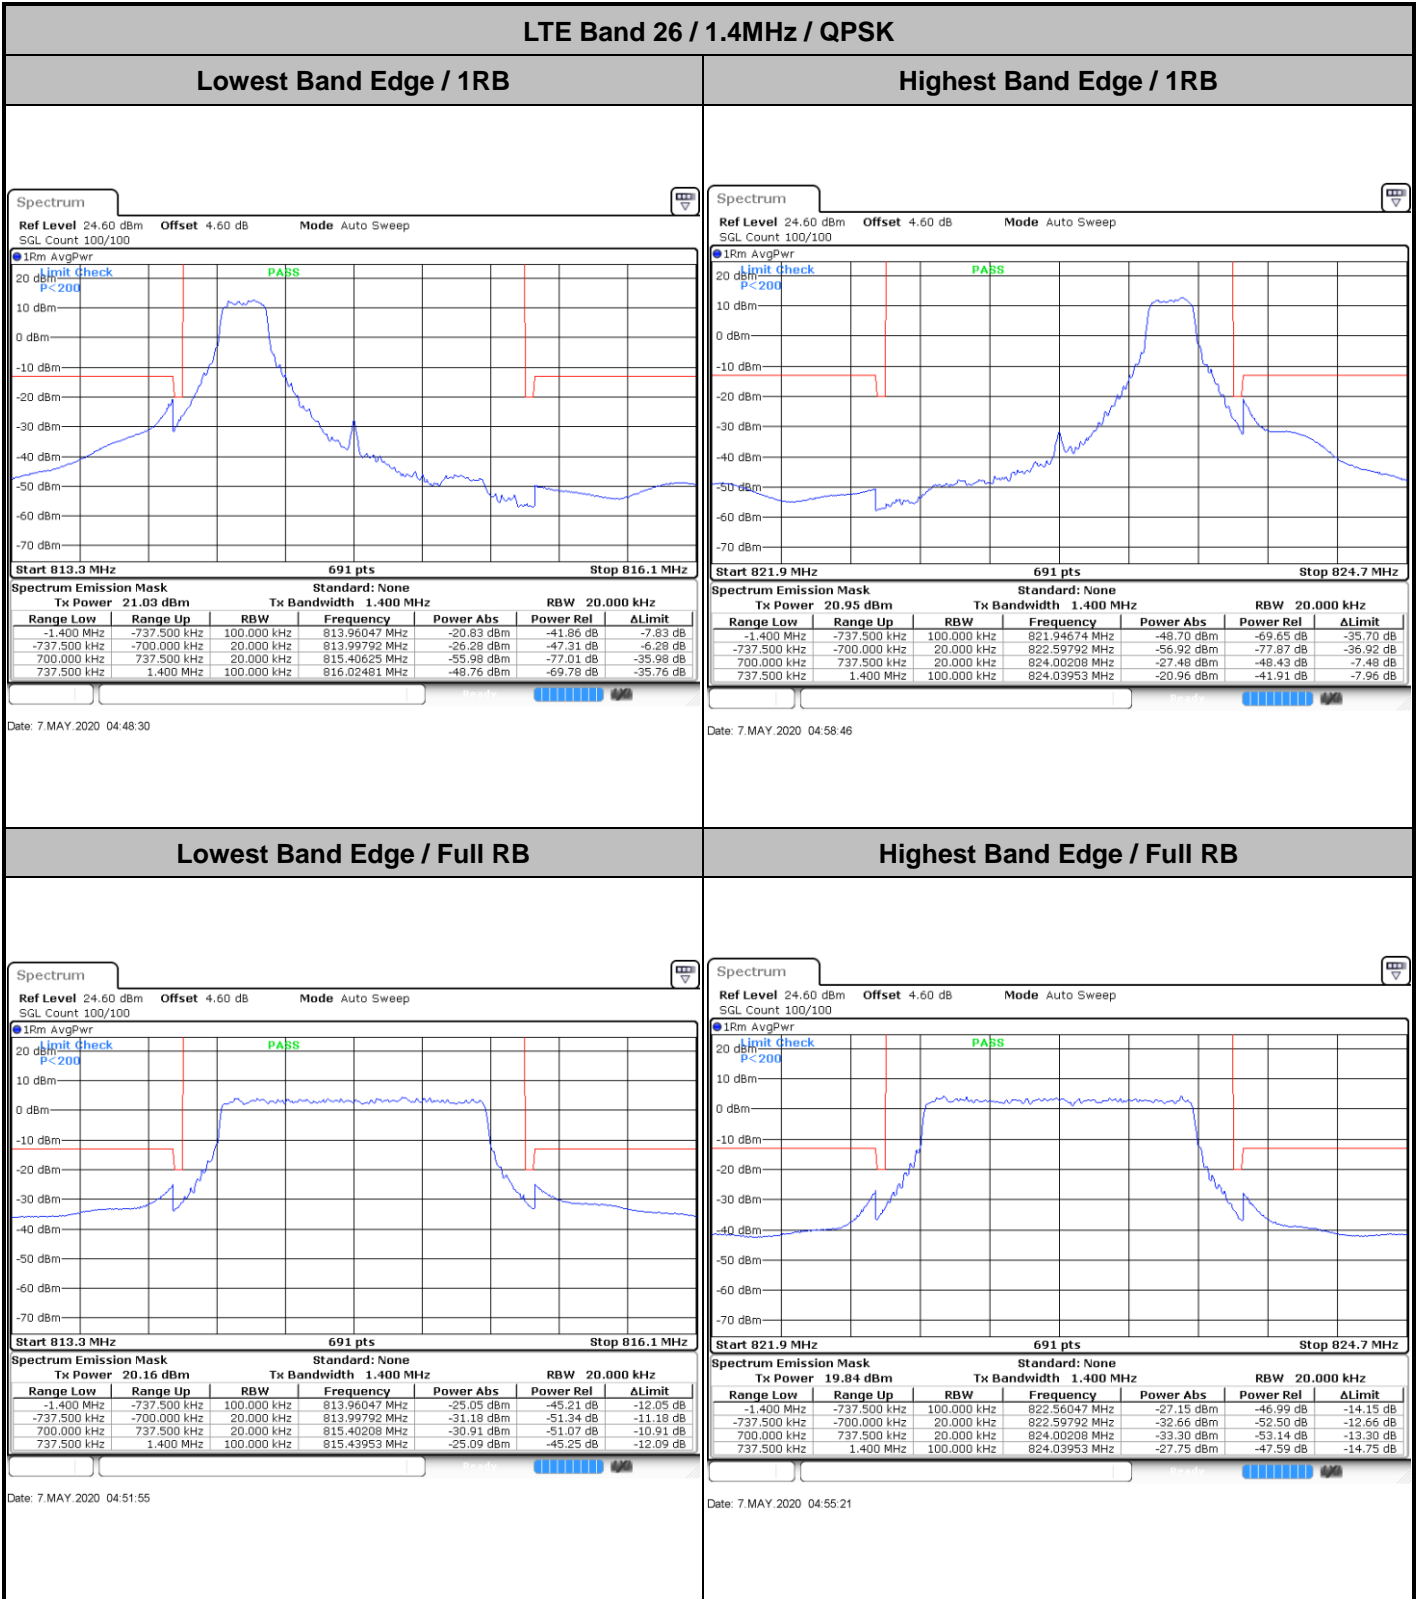 LTE Band 26 / 1.4MHz / QPSK
Lowest Band Edge / 1RB
Highest Band Edge / 1RB
Spectrum
Ref Level 24.60 dBm Offset 4.60 dB Mode Auto Sweep
SGL Count 100/100
1Rm AvgPwr
Limit Check PASS
P<200
20 dBm
10 dBm
0 dBm
-10 dBm
-20 dBm
-30 dBm
-40 dBm
-50 dBm
-60 dBm
-70 dBm
Start 813.3 MHz 691 pts Stop 816.1 MHz
Spectrum Emission Mask Standard: None
Tx Power 21.03 dBm Tx Bandwidth 1.400 MHz RBW 20.000 kHz
Range Low Range Up RBW Frequency Power Abs Power Rel ΔLimit
-1.400 MHz -737.500 kHz 100.000 kHz 813.96047 MHz -20.83 dBm -41.86 dB -7.83 dB
-737.500 kHz -700.000 kHz 20.000 kHz 813.99792 MHz -26.28 dBm -47.31 dB -6.28 dB
700.000 kHz 737.500 kHz 20.000 kHz 815.40625 MHz -55.98 dBm -77.01 dB -35.98 dB
737.500 kHz 1.400 MHz 100.000 kHz 816.02481 MHz -48.76 dBm -69.78 dB -35.76 dB
Ready
Date: 7.MAY.2020 04:48:30
Spectrum
Ref Level 24.60 dBm Offset 4.60 dB Mode Auto Sweep
SGL Count 100/100
1Rm AvgPwr
Limit Check PASS
P<200
20 dBm
10 dBm
0 dBm
-10 dBm
-20 dBm
-30 dBm
-40 dBm
-50 dBm
-60 dBm
-70 dBm
Start 821.9 MHz 691 pts Stop 824.7 MHz
Spectrum Emission Mask Standard: None
Tx Power 20.95 dBm Tx Bandwidth 1.400 MHz RBW 20.000 kHz
Range Low Range Up RBW Frequency Power Abs Power Rel ΔLimit
-1.400 MHz -737.500 kHz 100.000 kHz 821.94674 MHz -48.70 dBm -69.65 dB -35.70 dB
-737.500 kHz -700.000 kHz 20.000 kHz 822.59792 MHz -56.92 dBm -77.87 dB -36.92 dB
700.000 kHz 737.500 kHz 20.000 kHz 824.00208 MHz -27.48 dBm -48.43 dB -7.48 dB
737.500 kHz 1.400 MHz 100.000 kHz 824.03953 MHz -20.96 dBm -41.91 dB -7.96 dB
Ready
Date: 7.MAY.2020 04:58:46
Lowest Band Edge / Full RB
Highest Band Edge / Full RB
Spectrum
Ref Level 24.60 dBm Offset 4.60 dB Mode Auto Sweep
SGL Count 100/100
1Rm AvgPwr
Limit Check PASS
P<200
20 dBm
10 dBm
0 dBm
-10 dBm
-20 dBm
-30 dBm
-40 dBm
-50 dBm
-60 dBm
-70 dBm
Start 813.3 MHz 691 pts Stop 816.1 MHz
Spectrum Emission Mask Standard: None
Tx Power 20.16 dBm Tx Bandwidth 1.400 MHz RBW 20.000 kHz
Range Low Range Up RBW Frequency Power Abs Power Rel ΔLimit
-1.400 MHz -737.500 kHz 100.000 kHz 813.96047 MHz -25.05 dBm -45.21 dB -12.05 dB
-737.500 kHz -700.000 kHz 20.000 kHz 813.99792 MHz -31.18 dBm -51.34 dB -11.18 dB
700.000 kHz 737.500 kHz 20.000 kHz 815.40208 MHz -30.91 dBm -51.07 dB -10.91 dB
737.500 kHz 1.400 MHz 100.000 kHz 815.43953 MHz -25.09 dBm -45.25 dB -12.09 dB
Ready
Date: 7.MAY.2020 04:51:55
Spectrum
Ref Level 24.60 dBm Offset 4.60 dB Mode Auto Sweep
SGL Count 100/100
1Rm AvgPwr
Limit Check PASS
P<200
20 dBm
10 dBm
0 dBm
-10 dBm
-20 dBm
-30 dBm
-40 dBm
-50 dBm
-60 dBm
-70 dBm
Start 821.9 MHz 691 pts Stop 824.7 MHz
Spectrum Emission Mask Standard: None
Tx Power 19.84 dBm Tx Bandwidth 1.400 MHz RBW 20.000 kHz
Range Low Range Up RBW Frequency Power Abs Power Rel ΔLimit
-1.400 MHz -737.500 kHz 100.000 kHz 822.56047 MHz -27.15 dBm -46.99 dB -14.15 dB
-737.500 kHz -700.000 kHz 20.000 kHz 822.59792 MHz -32.66 dBm -52.50 dB -12.66 dB
700.000 kHz 737.500 kHz 20.000 kHz 824.00208 MHz -33.30 dBm -53.14 dB -13.30 dB
737.500 kHz 1.400 MHz 100.000 kHz 824.03953 MHz -27.75 dBm -47.59 dB -14.75 dB
Ready
Date: 7.MAY.2020 04:55:21